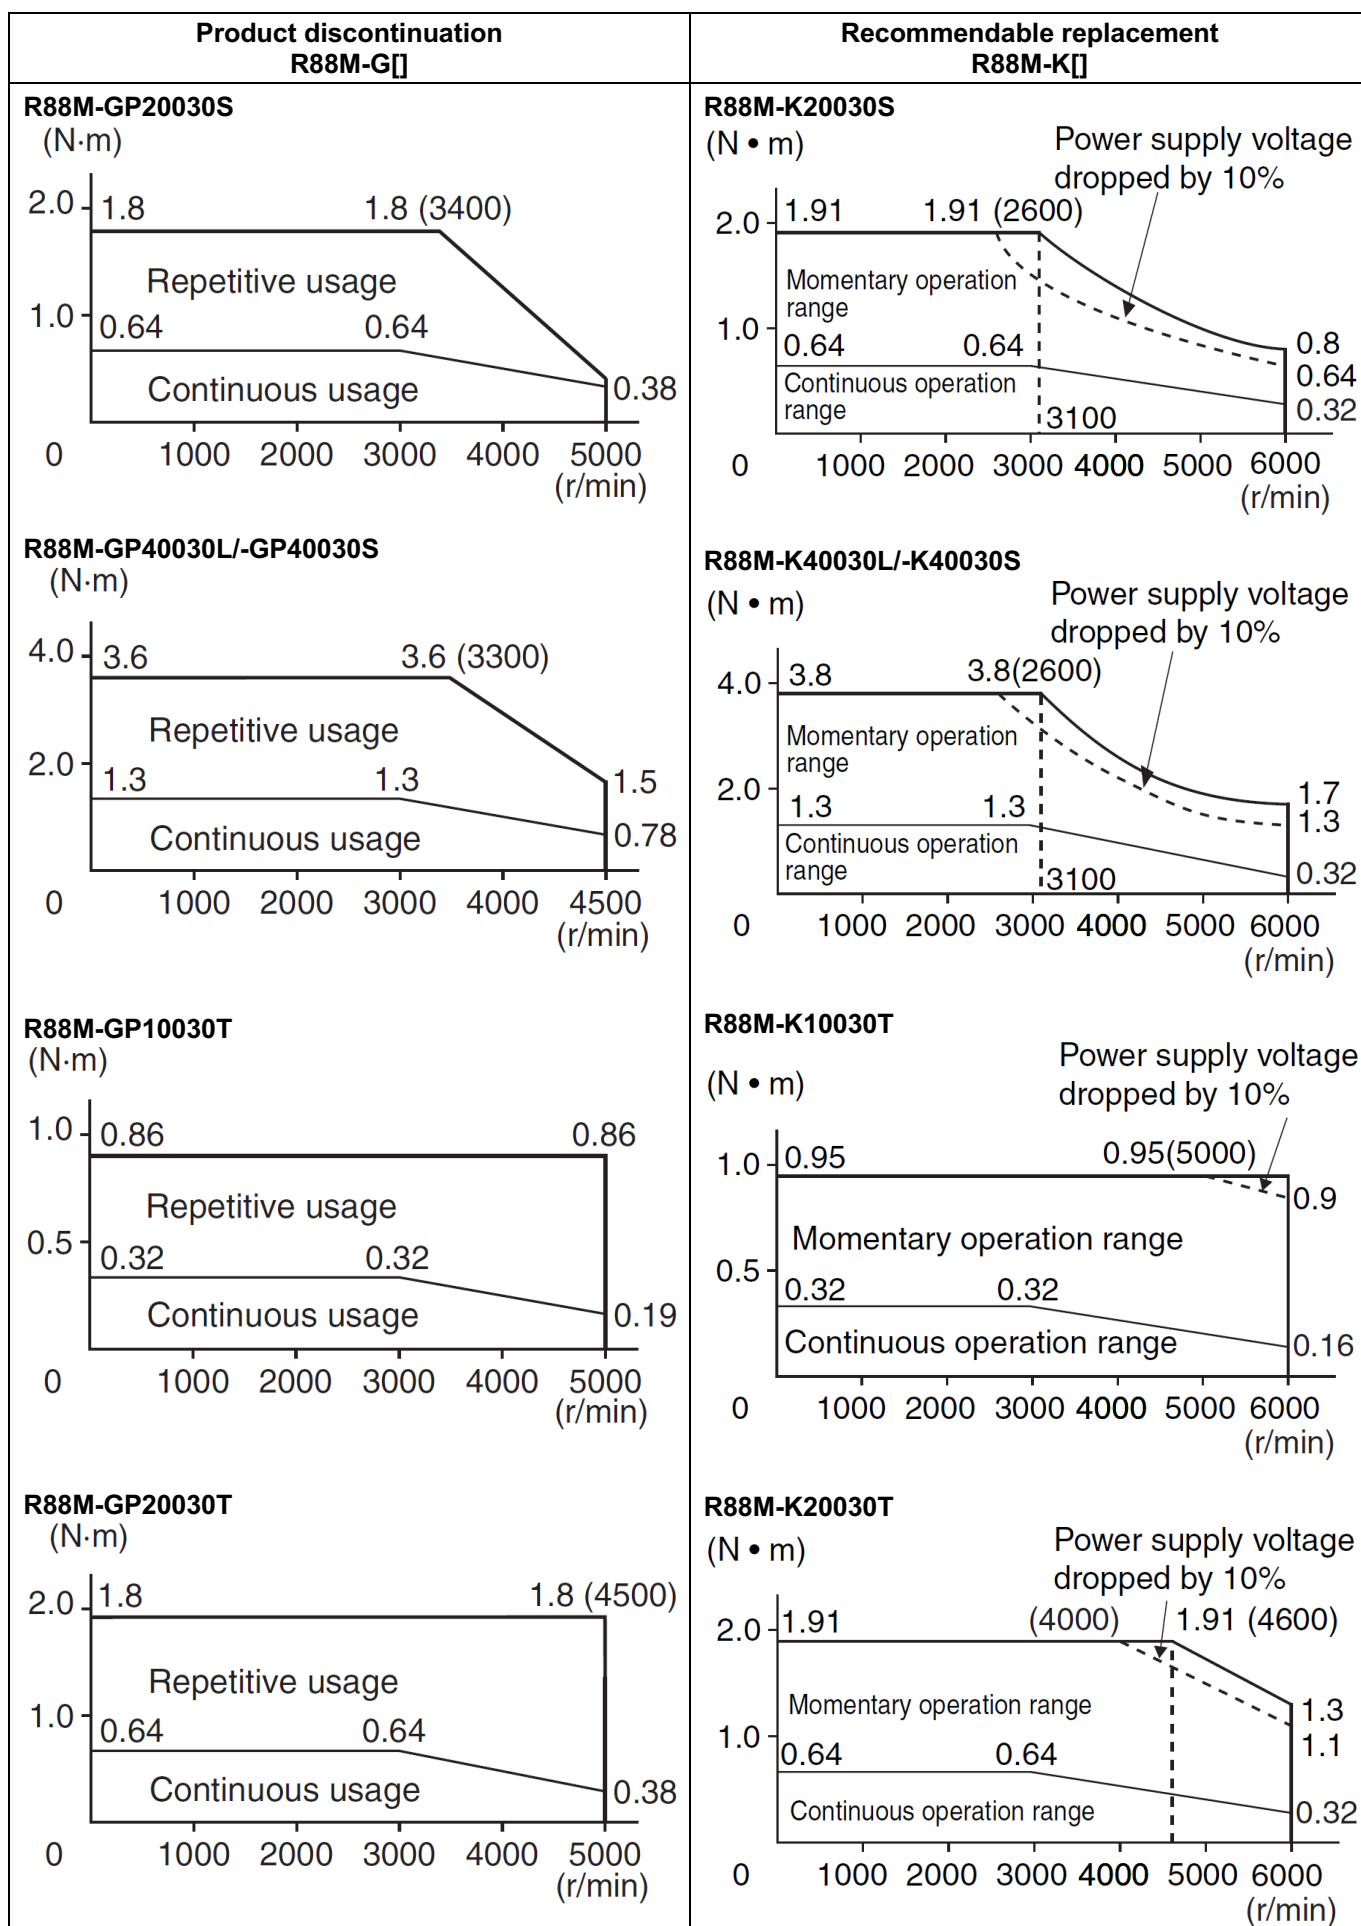 Product discontinuation
R88M-G[]
Recommendable replacement
R88M-K[]
R88M-GP20030S
(N·m)
2.0
1.8
1.8 (3400)
Repetitive usage
1.0
0.64
0.64
Continuous usage
0.38
0
1000
2000
3000
4000
5000
(r/min)
R88M-K20030S
(N • m)
Power supply voltage
dropped by 10%
2.0
1.91
1.91 (2600)
Momentary operation
range
1.0
0.64
0.64
0.8
0.64
0.32
Continuous operation
range
3100
0
1000
2000
3000
4000
5000
6000
(r/min)
R88M-GP40030L/-GP40030S
(N·m)
4.0
3.6
3.6 (3300)
Repetitive usage
2.0
1.3
1.3
1.5
Continuous usage
0.78
0
1000
2000
3000
4000
4500
(r/min)
R88M-K40030L/-K40030S
(N • m)
Power supply voltage
dropped by 10%
4.0
3.8
3.8(2600)
Momentary operation
range
2.0
1.3
1.3
1.7
1.3
Continuous operation
range
3100
0.32
0
1000
2000
3000
4000
5000
6000
(r/min)
R88M-GP10030T
(N·m)
1.0
0.86
0.86
Repetitive usage
0.5
0.32
0.32
Continuous usage
0.19
0
1000
2000
3000
4000
5000
(r/min)
R88M-K10030T
(N • m)
Power supply voltage
dropped by 10%
1.0
0.95
0.95(5000)
0.9
Momentary operation range
0.5
0.32
0.32
Continuous operation range
0.16
0
1000
2000
3000
4000
5000
6000
(r/min)
R88M-GP20030T
(N·m)
2.0
1.8
1.8 (4500)
Repetitive usage
1.0
0.64
0.64
Continuous usage
0.38
0
1000
2000
3000
4000
5000
(r/min)
R88M-K20030T
(N • m)
Power supply voltage
dropped by 10%
2.0
1.91
(4000)
1.91 (4600)
Momentary operation range
1.3
1.0
1.1
0.64
0.64
Continuous operation range
0.32
0
1000
2000
3000
4000
5000
6000
(r/min)